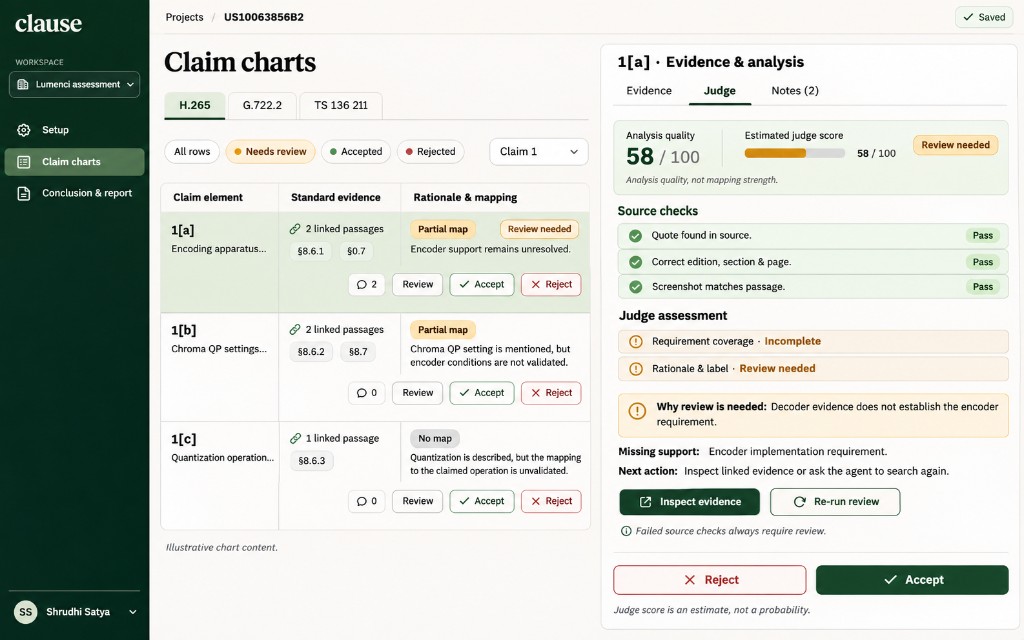 clause
WORKSPACE
Lumenci assessment
Setup
Claim charts
Conclusion & report
SS Shrudhi Satya
Projects / US10063856B2
Saved
Claim charts
H.265 G.722.2 TS 136 211
All rows Needs review Accepted Rejected Claim 1
Claim element Standard evidence Rationale & mapping
1[a]
Encoding apparatus...
2 linked passages
§8.6.1 §0.7
Partial map Review needed
Encoder support remains unresolved.
2 Review Accept Reject
1[b]
Chroma QP settings...
2 linked passages
§8.6.2 §8.7
Partial map
Chroma QP setting is mentioned, but
encoder conditions are not validated.
0 Review Accept Reject
1[c]
Quantization operation...
1 linked passage
§8.6.3
No map
Quantization is described, but the mapping
to the claimed operation is unvalidated.
0 Review Accept Reject
Illustrative chart content.
1[a] · Evidence & analysis
Evidence Judge Notes (2)
Analysis quality
58 / 100
Estimated judge score
58 / 100
Review needed
Analysis quality, not mapping strength.
Source checks
Quote found in source. Pass
Correct edition, section & page. Pass
Screenshot matches passage. Pass
Judge assessment
Requirement coverage · Incomplete
Rationale & label · Review needed
Why review is needed: Decoder evidence does not establish the encoder
requirement.
Missing support: Encoder implementation requirement.
Next action: Inspect linked evidence or ask the agent to search again.
Inspect evidence Re-run review
Failed source checks always require review.
Reject Accept
Judge score is an estimate, not a probability.